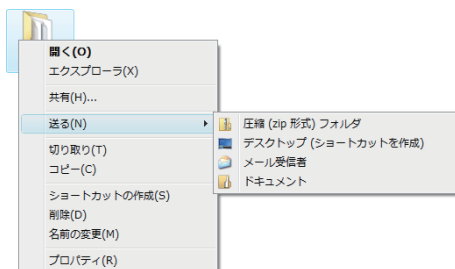 開く(O)
エクスプローラ(X)
共有(H)...
送る(N)
圧縮 (zip 形式) フォルダ
デスクトップ (ショートカットを作成)
メール受信者
ドキュメント
切り取り(T)
コピー(C)
ショートカットの作成(S)
削除(D)
名前の変更(M)
プロパティ(R)